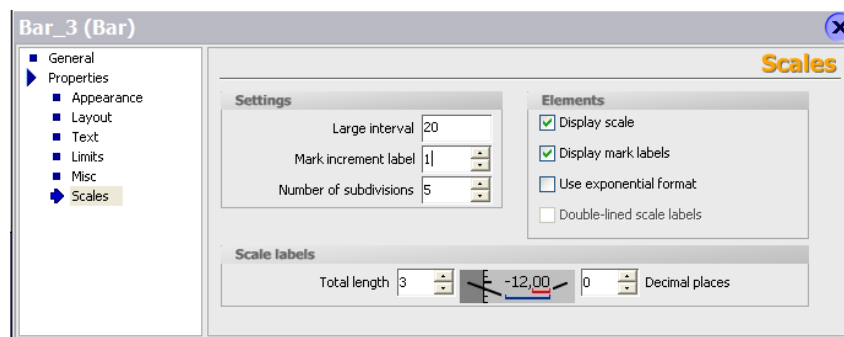 Bar_3 (Bar)
General
Properties
Appearance
Layout
Text
Limits
Misc
Scales
Scales
Settings
Large interval 20
Mark increment label 1
Number of subdivisions 5
Elements
Display scale
Display mark labels
Use exponential format
Double-lined scale labels
Scale labels
Total length 3 -12,00 0 Decimal places